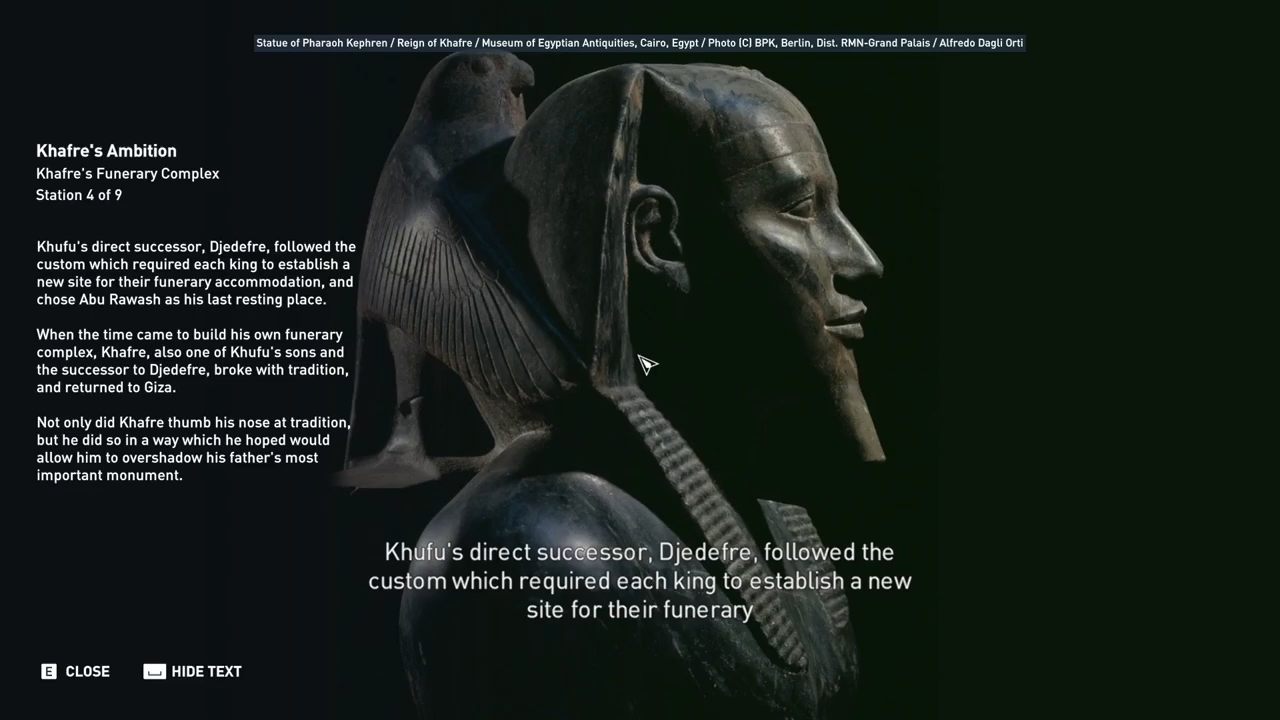 Statue of Pharaoh Kephren / Reign of Khafre / Museum of Egyptian Antiquities, Cairo, Egypt / Photo (C) BPK, Berlin, Dist. RMN-Grand Palais / Alfredo Dagli Orti
Khafre's Ambition
Khafre's Funerary Complex
Station 4 of 9
Khufu's direct successor, Djedefre, followed the
custom which required each king to establish a
new site for their funerary accommodation, and
chose Abu Rawash as his last resting place.
When the time came to build his own funerary
complex, Khafre, also one of Khufu's sons and
the successor to Djedefre, broke with tradition,
and returned to Giza.
Not only did Khafre thumb his nose at tradition,
but he did so in a way which he hoped would
allow him to overshadow his father's most
important monument.
Khufu's direct successor, Djedefre, followed the
custom which required each king to establish a new
site for their funerary
E CLOSE HIDE TEXT